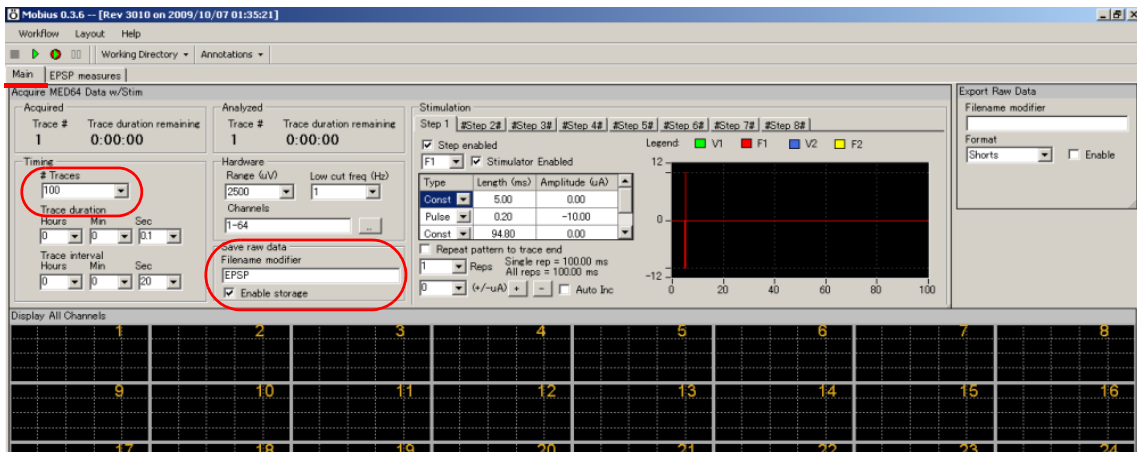 Mobius 0.3.6 -- [Rev 3010 on 2009/10/07 01:35:21]
Workflow Layout Help
Working Directory Annotations
Main EPSP measures
Acquire MED64 Data w/Stim
Acquired
Trace # Trace duration remaining
1 0:00:00
Timing
# Traces
100
Trace duration
Hours Min Sec
0 0 0.1
Trace interval
Hours Min Sec
0 0 20
Analyzed
Trace # Trace duration remaining
1 0:00:00
Hardware
Range (uV) Low cut freq (Hz)
2500 1
Channels
1-64 ...
Save raw data
Filename modifier
EPSP
Enable storage
Stimulation
Step 1 #Step 2# #Step 3# #Step 4# #Step 5# #Step 6# #Step 7# #Step 8#
Step enabled
F1 Stimulator Enabled
Type Length (ms) Amplitude (uA)
Const 5.00 0.00
Pulse 0.20 -10.00
Const 94.80 0.00
Repeat pattern to trace end
1 Reps Single rep = 100.00 ms
All reps = 100.00 ms
0 (+/-uA) + - Auto Inc
Legend: V1 F1 V2 F2
12
0
-12
0 20 40 60 80 100
Export Raw Data
Filename modifier
Format
Shorts Enable
Display All Channels
1 2 3 4 5 6 7 8
9 10 11 12 13 14 15 16
17 18 19 20 21 22 23 24